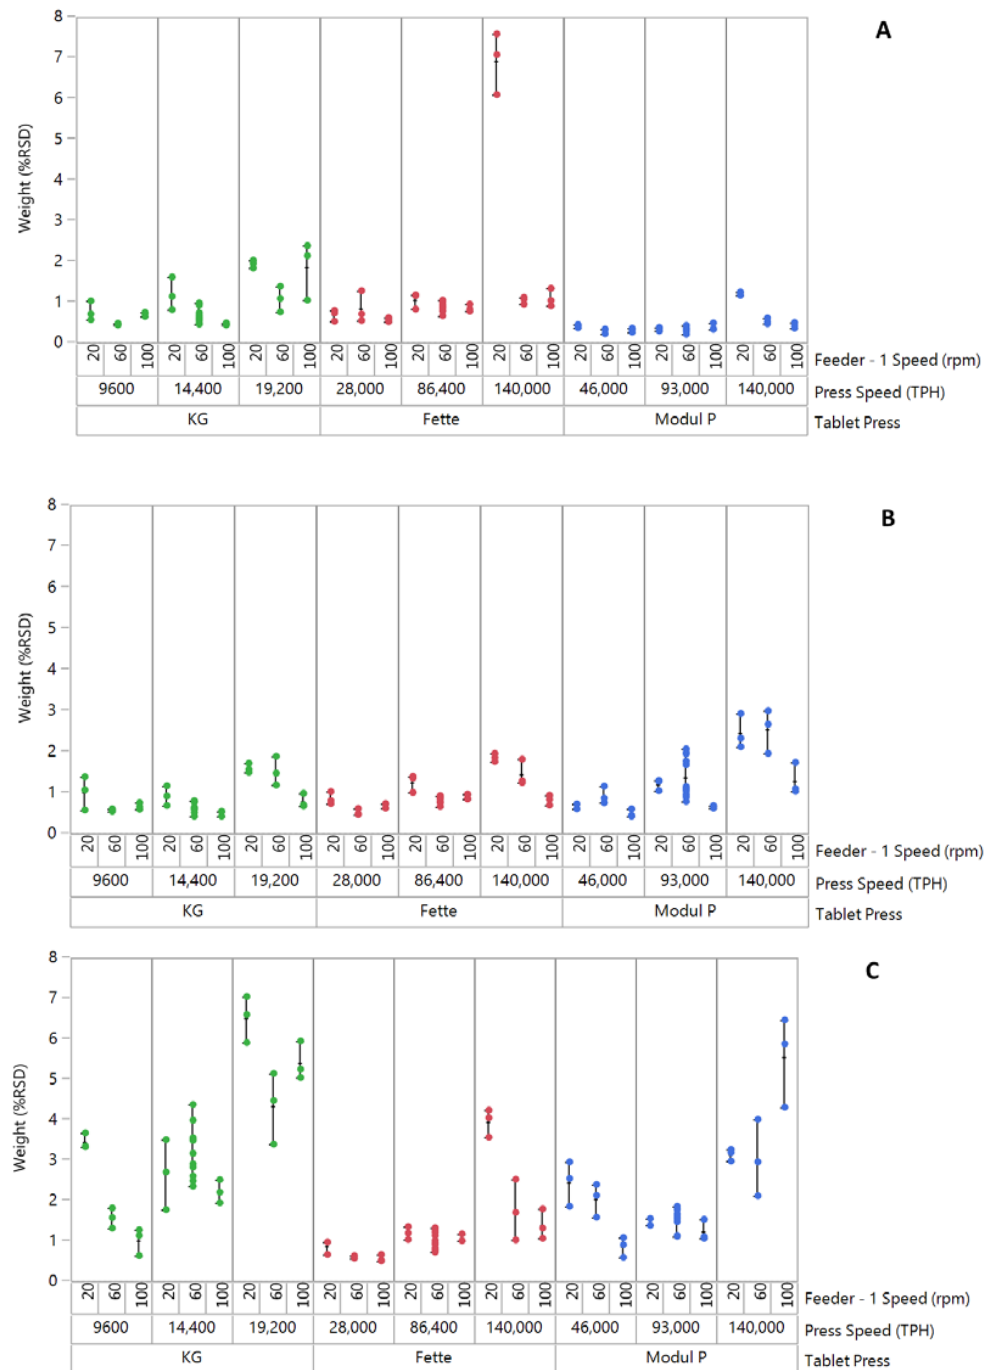 A
8
7
6
5
4
3
2
1
0
Weight (%RSD)
20 60 100 20 60 100 20 60 100 20 60 100 20 60 100 20 60 100 20 60 100 20 60 100 20 60 100 Feeder - 1 Speed (rpm)
9600 14,400 19,200 28,000 86,400 140,000 46,000 93,000 140,000 Press Speed (TPH)
KG Fette Modul P Tablet Press
B
8
7
6
5
4
3
2
1
0
Weight (%RSD)
20 60 100 20 60 100 20 60 100 20 60 100 20 60 100 20 60 100 20 60 100 20 60 100 20 60 100 Feeder - 1 Speed (rpm)
9600 14,400 19,200 28,000 86,400 140,000 46,000 93,000 140,000 Press Speed (TPH)
KG Fette Modul P Tablet Press
C
8
7
6
5
4
3
2
1
0
Weight (%RSD)
20 60 100 20 60 100 20 60 100 20 60 100 20 60 100 20 60 100 20 60 100 20 60 100 20 60 100 Feeder - 1 Speed (rpm)
9600 14,400 19,200 28,000 86,400 140,000 46,000 93,000 140,000 Press Speed (TPH)
KG Fette Modul P Tablet Press